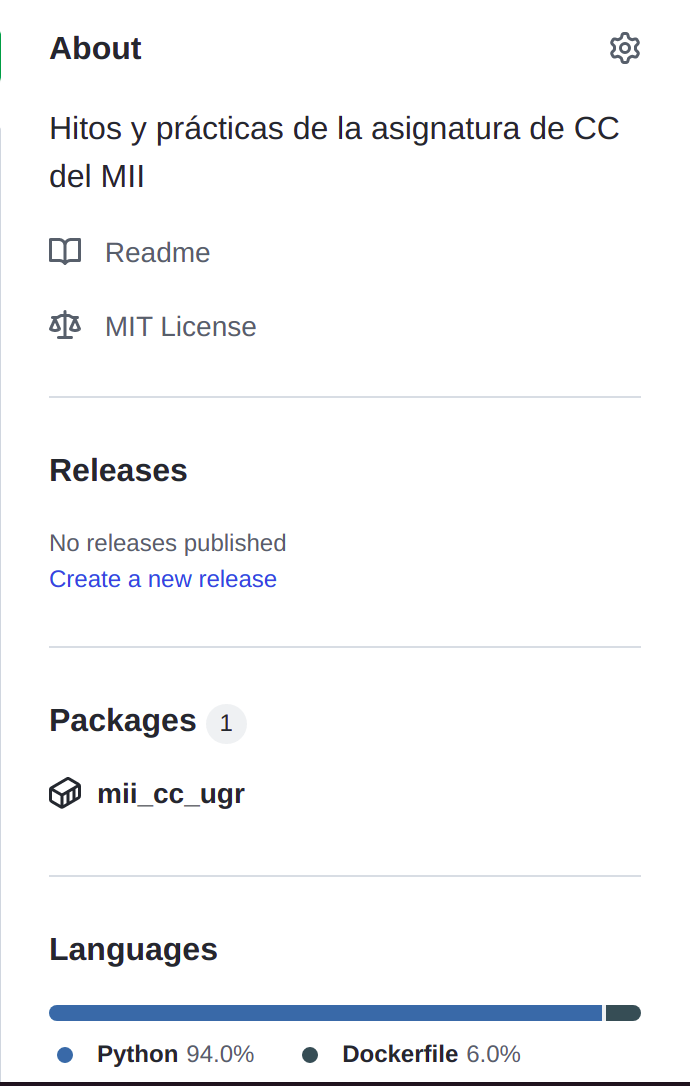 About
Hitos y prácticas de la asignatura de CC
del MII
Readme
MIT License
Releases
No releases published
Create a new release
Packages 1
mii_cc_ugr
Languages
Python 94.0% Dockerfile 6.0%